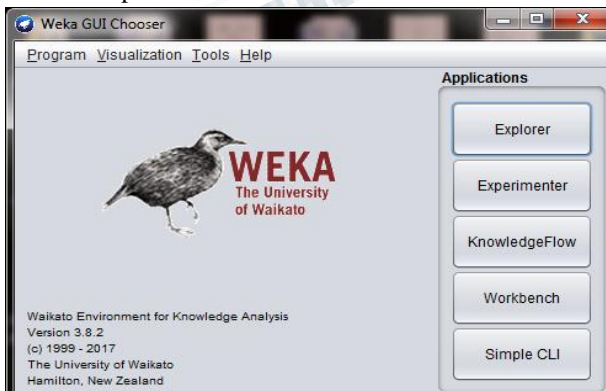 Weka GUI Chooser
Program Visualization Tools Help
Applications
Explorer
Experimenter
KnowledgeFlow
Workbench
Simple CLI
WEKA
The University
of Waikato
Waikato Environment for Knowledge Analysis
Version 3.8.2
(c) 1999 - 2017
The University of Waikato
Hamilton, New Zealand